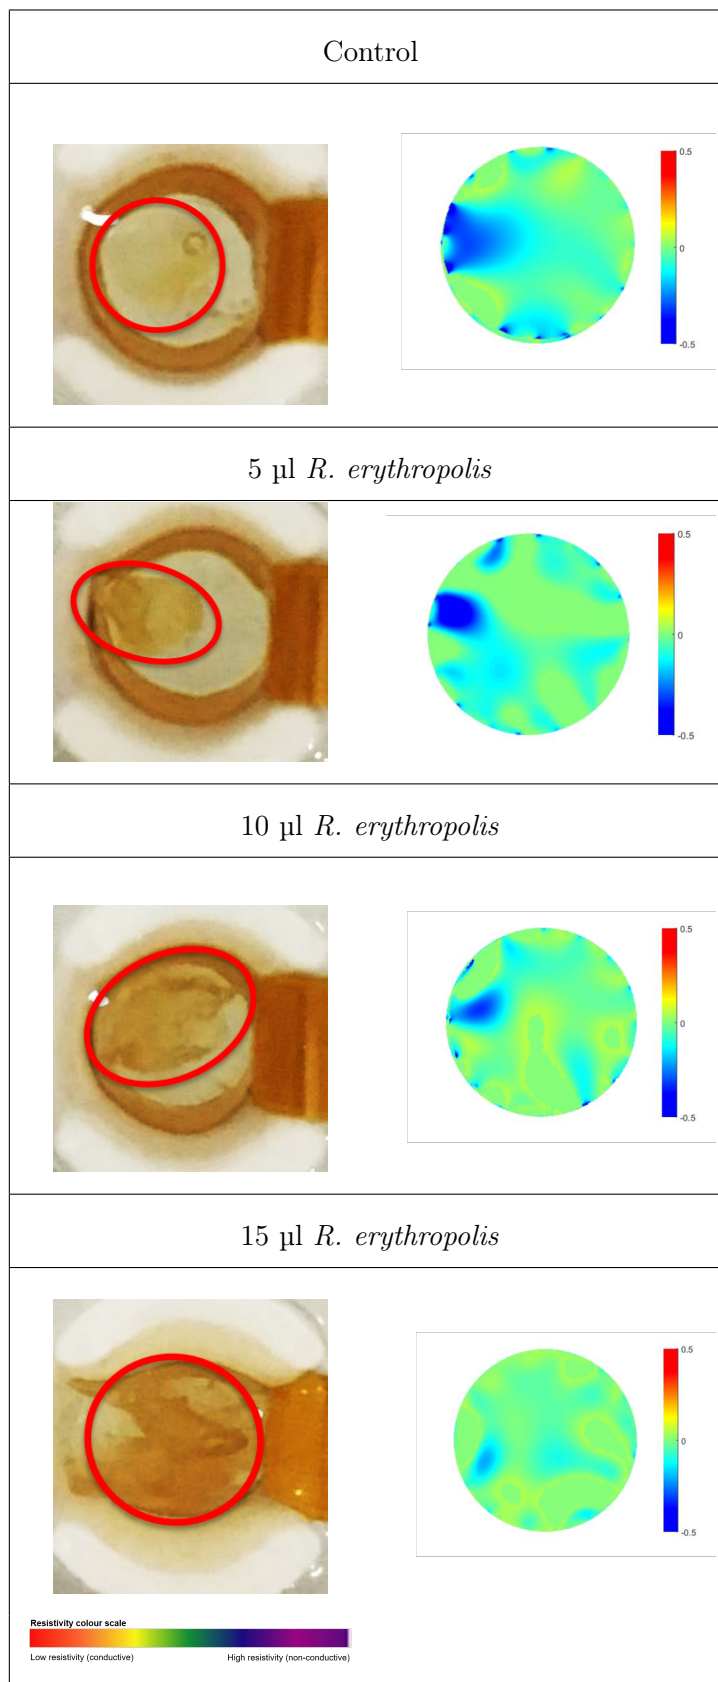 Control
0.5
0
-0.5
5 µl R. erythropolis
0.5
0
-0.5
10 µl R. erythropolis
0.5
0
-0.5
15 µl R. erythropolis
0.5
0
-0.5
Resistivity colour scale
Low resistivity (conductive) High resistivity (non-conductive)